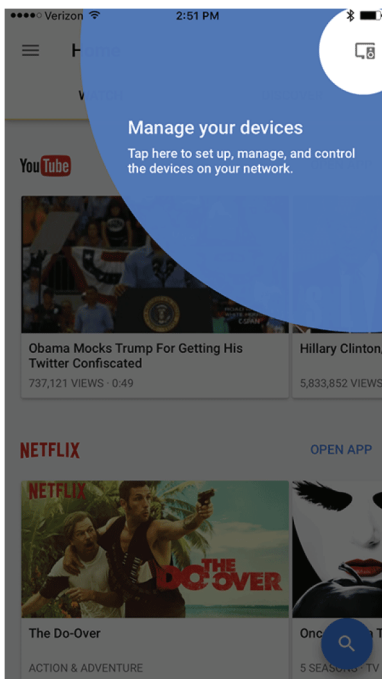 Verizon 2:51 PM
Manage your devices
Tap here to set up, manage, and control
the devices on your network.
YouTube
CSPAN
Obama Mocks Trump For Getting His
Twitter Confiscated
737,121 VIEWS · 0:49
Hillary Clinton,
5,833,852 VIEWS
NETFLIX
OPEN APP
NETFLIX
THE
DO-OVER
The Do-Over
ACTION & ADVENTURE
5 SEASONS · TV